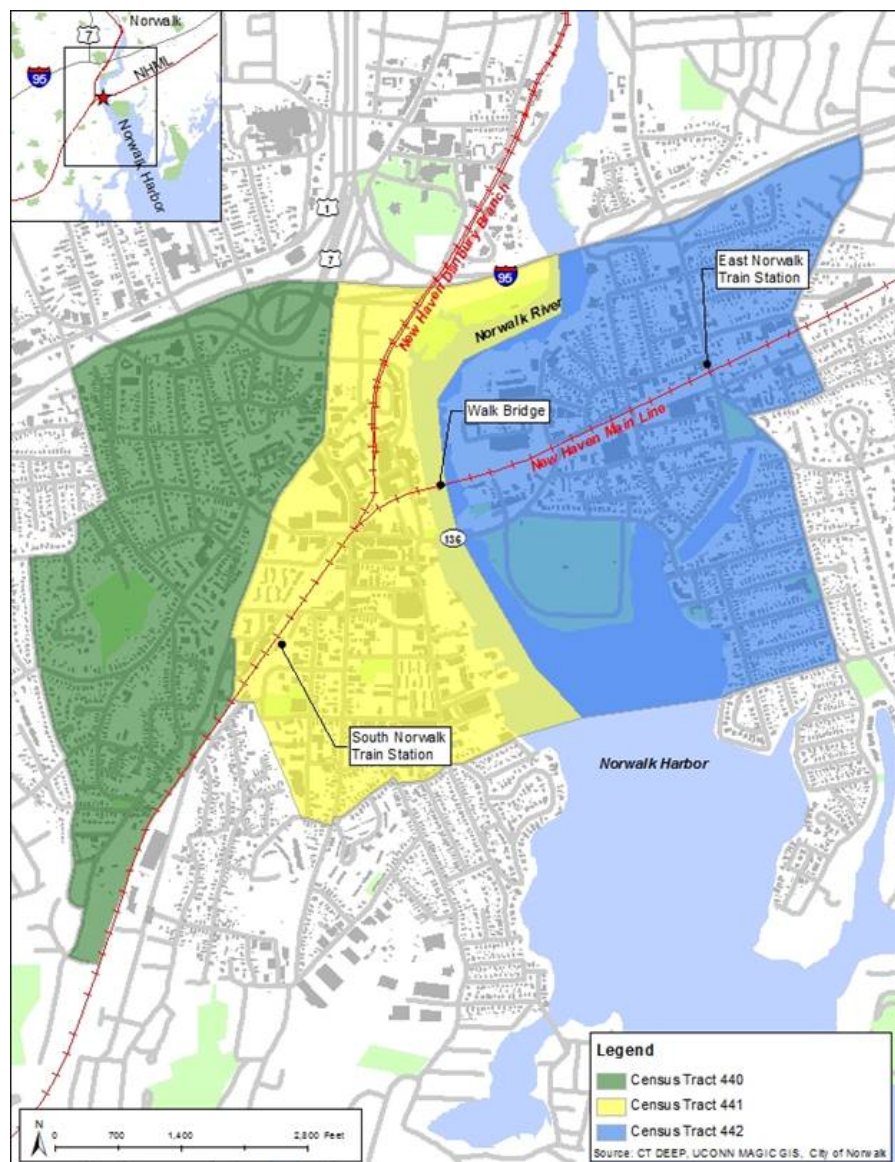 7
Norwalk
95
NHML
Norwalk Harbor
1
7
New Haven Danbury Branch
95
East Norwalk
Train Station
Norwalk River
Walk Bridge
New Haven Main Line
136
South Norwalk
Train Station
Norwalk Harbor
Legend
Census Tract 440
Census Tract 441
Census Tract 442
N
0 700 1,400 2,800 Feet
Source: CT DEEP, UCONN MAGIC GIS, City of Norwalk